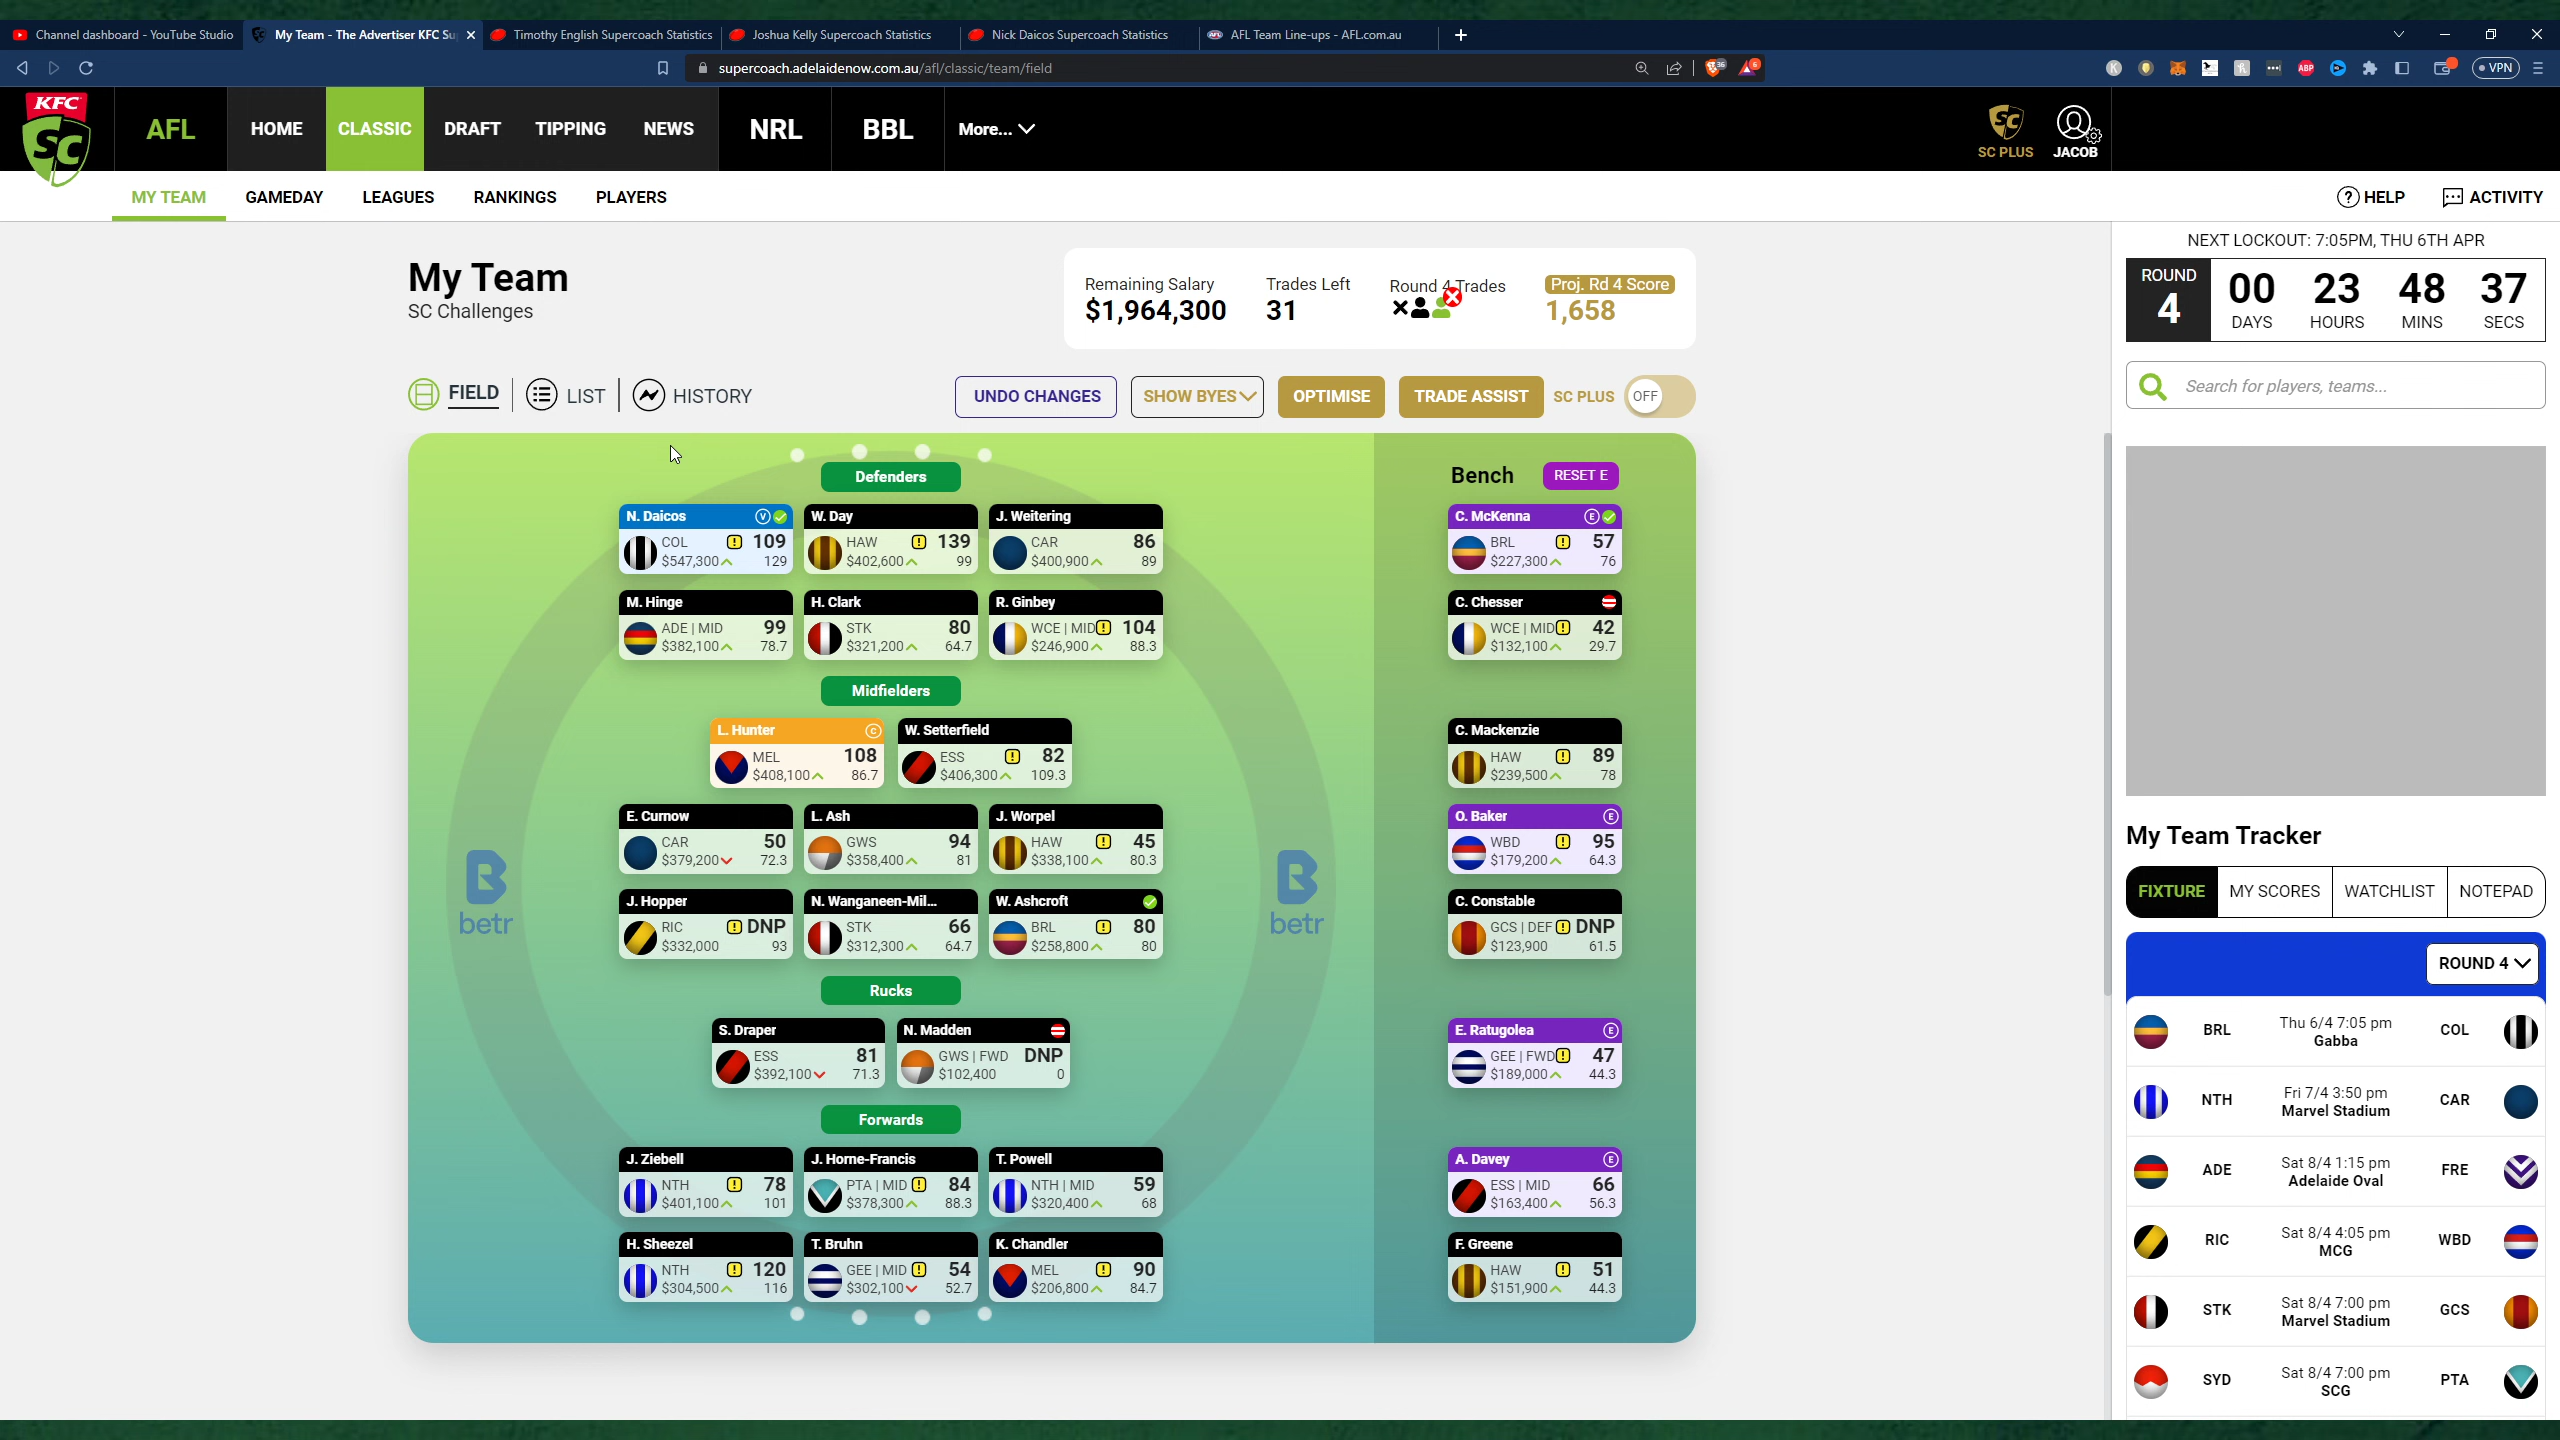 Channel dashboard - YouTube Studio
My Team - The Advertiser KFC Su
Timothy English Supercoach Statistics
Joshua Kelly Supercoach Statistics
Nick Daicos Supercoach Statistics
AFL Team Line-ups - AFL.com.au
supercoach.adelaidenow.com.au/afl/classic/team/field
VPN
KFC
SC
AFL
HOME
CLASSIC
DRAFT
TIPPING
NEWS
NRL
BBL
More...
SC PLUS
JACOB
MY TEAM
GAMEDAY
LEAGUES
RANKINGS
PLAYERS
HELP
ACTIVITY
My Team
SC Challenges
Remaining Salary
$1,964,300
Trades Left
31
Round 4 Trades
Proj. Rd 4 Score
1,658
FIELD
LIST
HISTORY
UNDO CHANGES
SHOW BYES
OPTIMISE
TRADE ASSIST
SC PLUS
OFF
Defenders
Bench
RESET E
N. Daicos V
COL 109
$547,300 129
W. Day
HAW 139
$402,600 99
J. Weitering
CAR 86
$400,900 89
C. McKenna E
BRL 57
$227,300 76
M. Hinge
ADE | MID 99
$382,100 78.7
H. Clark
STK 80
$321,200 64.7
R. Ginbey
WCE | MID 104
$246,900 88.3
C. Chesser
WCE | MID 42
$132,100 29.7
Midfielders
L. Hunter C
MEL 108
$408,100 86.7
W. Setterfield
ESS 82
$406,300 109.3
C. Mackenzie
HAW 89
$239,500 78
E. Curnow
CAR 50
$379,200 72.3
L. Ash
GWS 94
$358,400 81
J. Worpel
HAW 45
$338,100 80.3
O. Baker E
WBD 95
$179,200 64.3
betr
betr
J. Hopper
RIC DNP
$332,000 93
N. Wanganeen-Mil...
STK 66
$312,300 64.7
W. Ashcroft
BRL 80
$258,800 80
C. Constable
GCS | DEF DNP
$123,900 61.5
Rucks
S. Draper
ESS 81
$392,100 71.3
N. Madden
GWS | FWD DNP
$102,400 0
E. Ratugolea E
GEE | FWD 47
$189,000 44.3
Forwards
J. Ziebell
NTH 78
$401,100 101
J. Horne-Francis
PTA | MID 84
$378,300 88.3
T. Powell
NTH | MID 59
$320,400 68
A. Davey E
ESS | MID 66
$163,400 56.3
H. Sheezel
NTH 120
$304,500 116
T. Bruhn
GEE | MID 54
$302,100 52.7
K. Chandler
MEL 90
$206,800 84.7
F. Greene
HAW 51
$151,900 44.3
NEXT LOCKOUT: 7:05PM, THU 6TH APR
ROUND
4
00
DAYS
23
HOURS
48
MINS
37
SECS
Search for players, teams...
My Team Tracker
FIXTURE
MY SCORES
WATCHLIST
NOTEPAD
ROUND 4
BRL Thu 6/4 7:05 pm COL
Gabba
NTH Fri 7/4 3:50 pm CAR
Marvel Stadium
ADE Sat 8/4 1:15 pm FRE
Adelaide Oval
RIC Sat 8/4 4:05 pm WBD
MCG
STK Sat 8/4 7:00 pm GCS
Marvel Stadium
SYD Sat 8/4 7:00 pm PTA
SCG